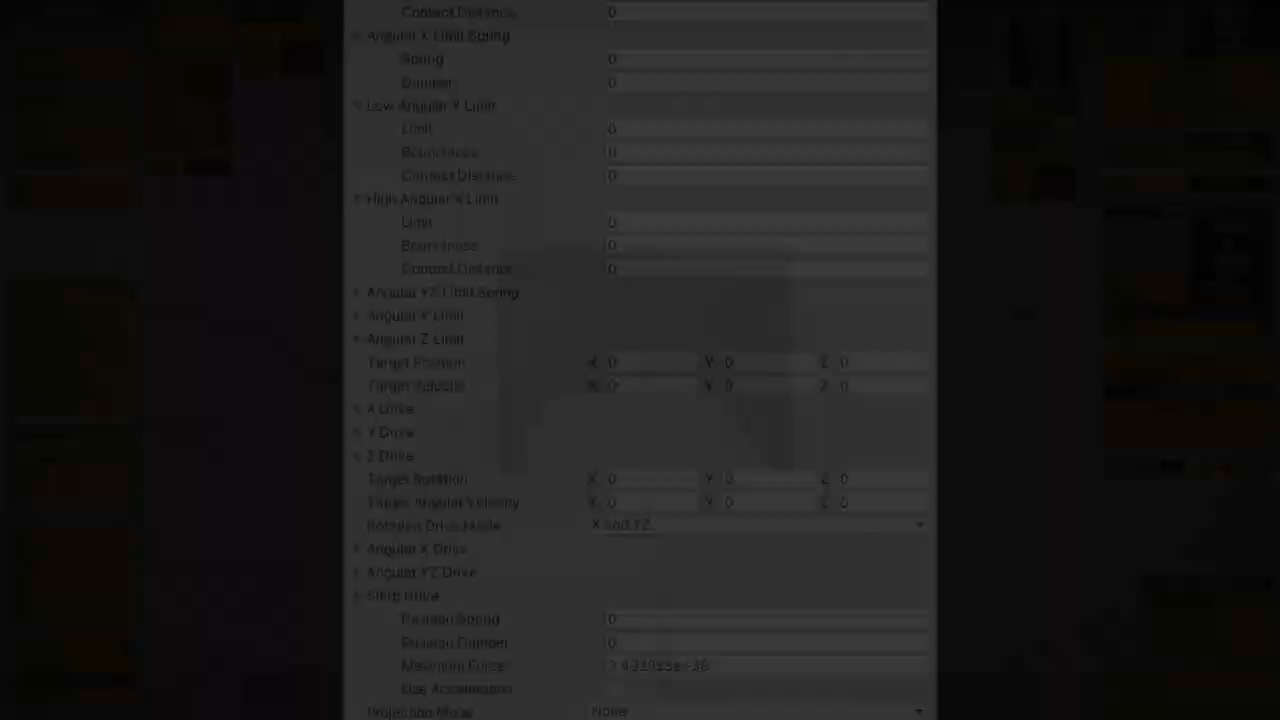 Contact Distance 0
Angular X Limit Spring
Spring 0
Damper 0
Low Angular Y Limit
Limit 0
Bounciness 0
Contact Distance 0
High Angular X Limit
Limit 0
Bounciness 0
Contact Distance 0
Angular YZ Limit Spring
Angular Y Limit
Angular Z Limit
Target Position X 0 Y 0 Z 0
Target Velocity X 0 Y 0 Z 0
X Drive
Y Drive
Z Drive
Target Rotation X 0 Y 0 Z 0
Target Angular Velocity X 0 Y 0 Z 0
Rotation Drive Mode X and YZ
Angular X Drive
Angular YZ Drive
Slerp Drive
Position Spring 0
Position Damper 0
Maximum Force
Use Acceleration
Projection Mode None